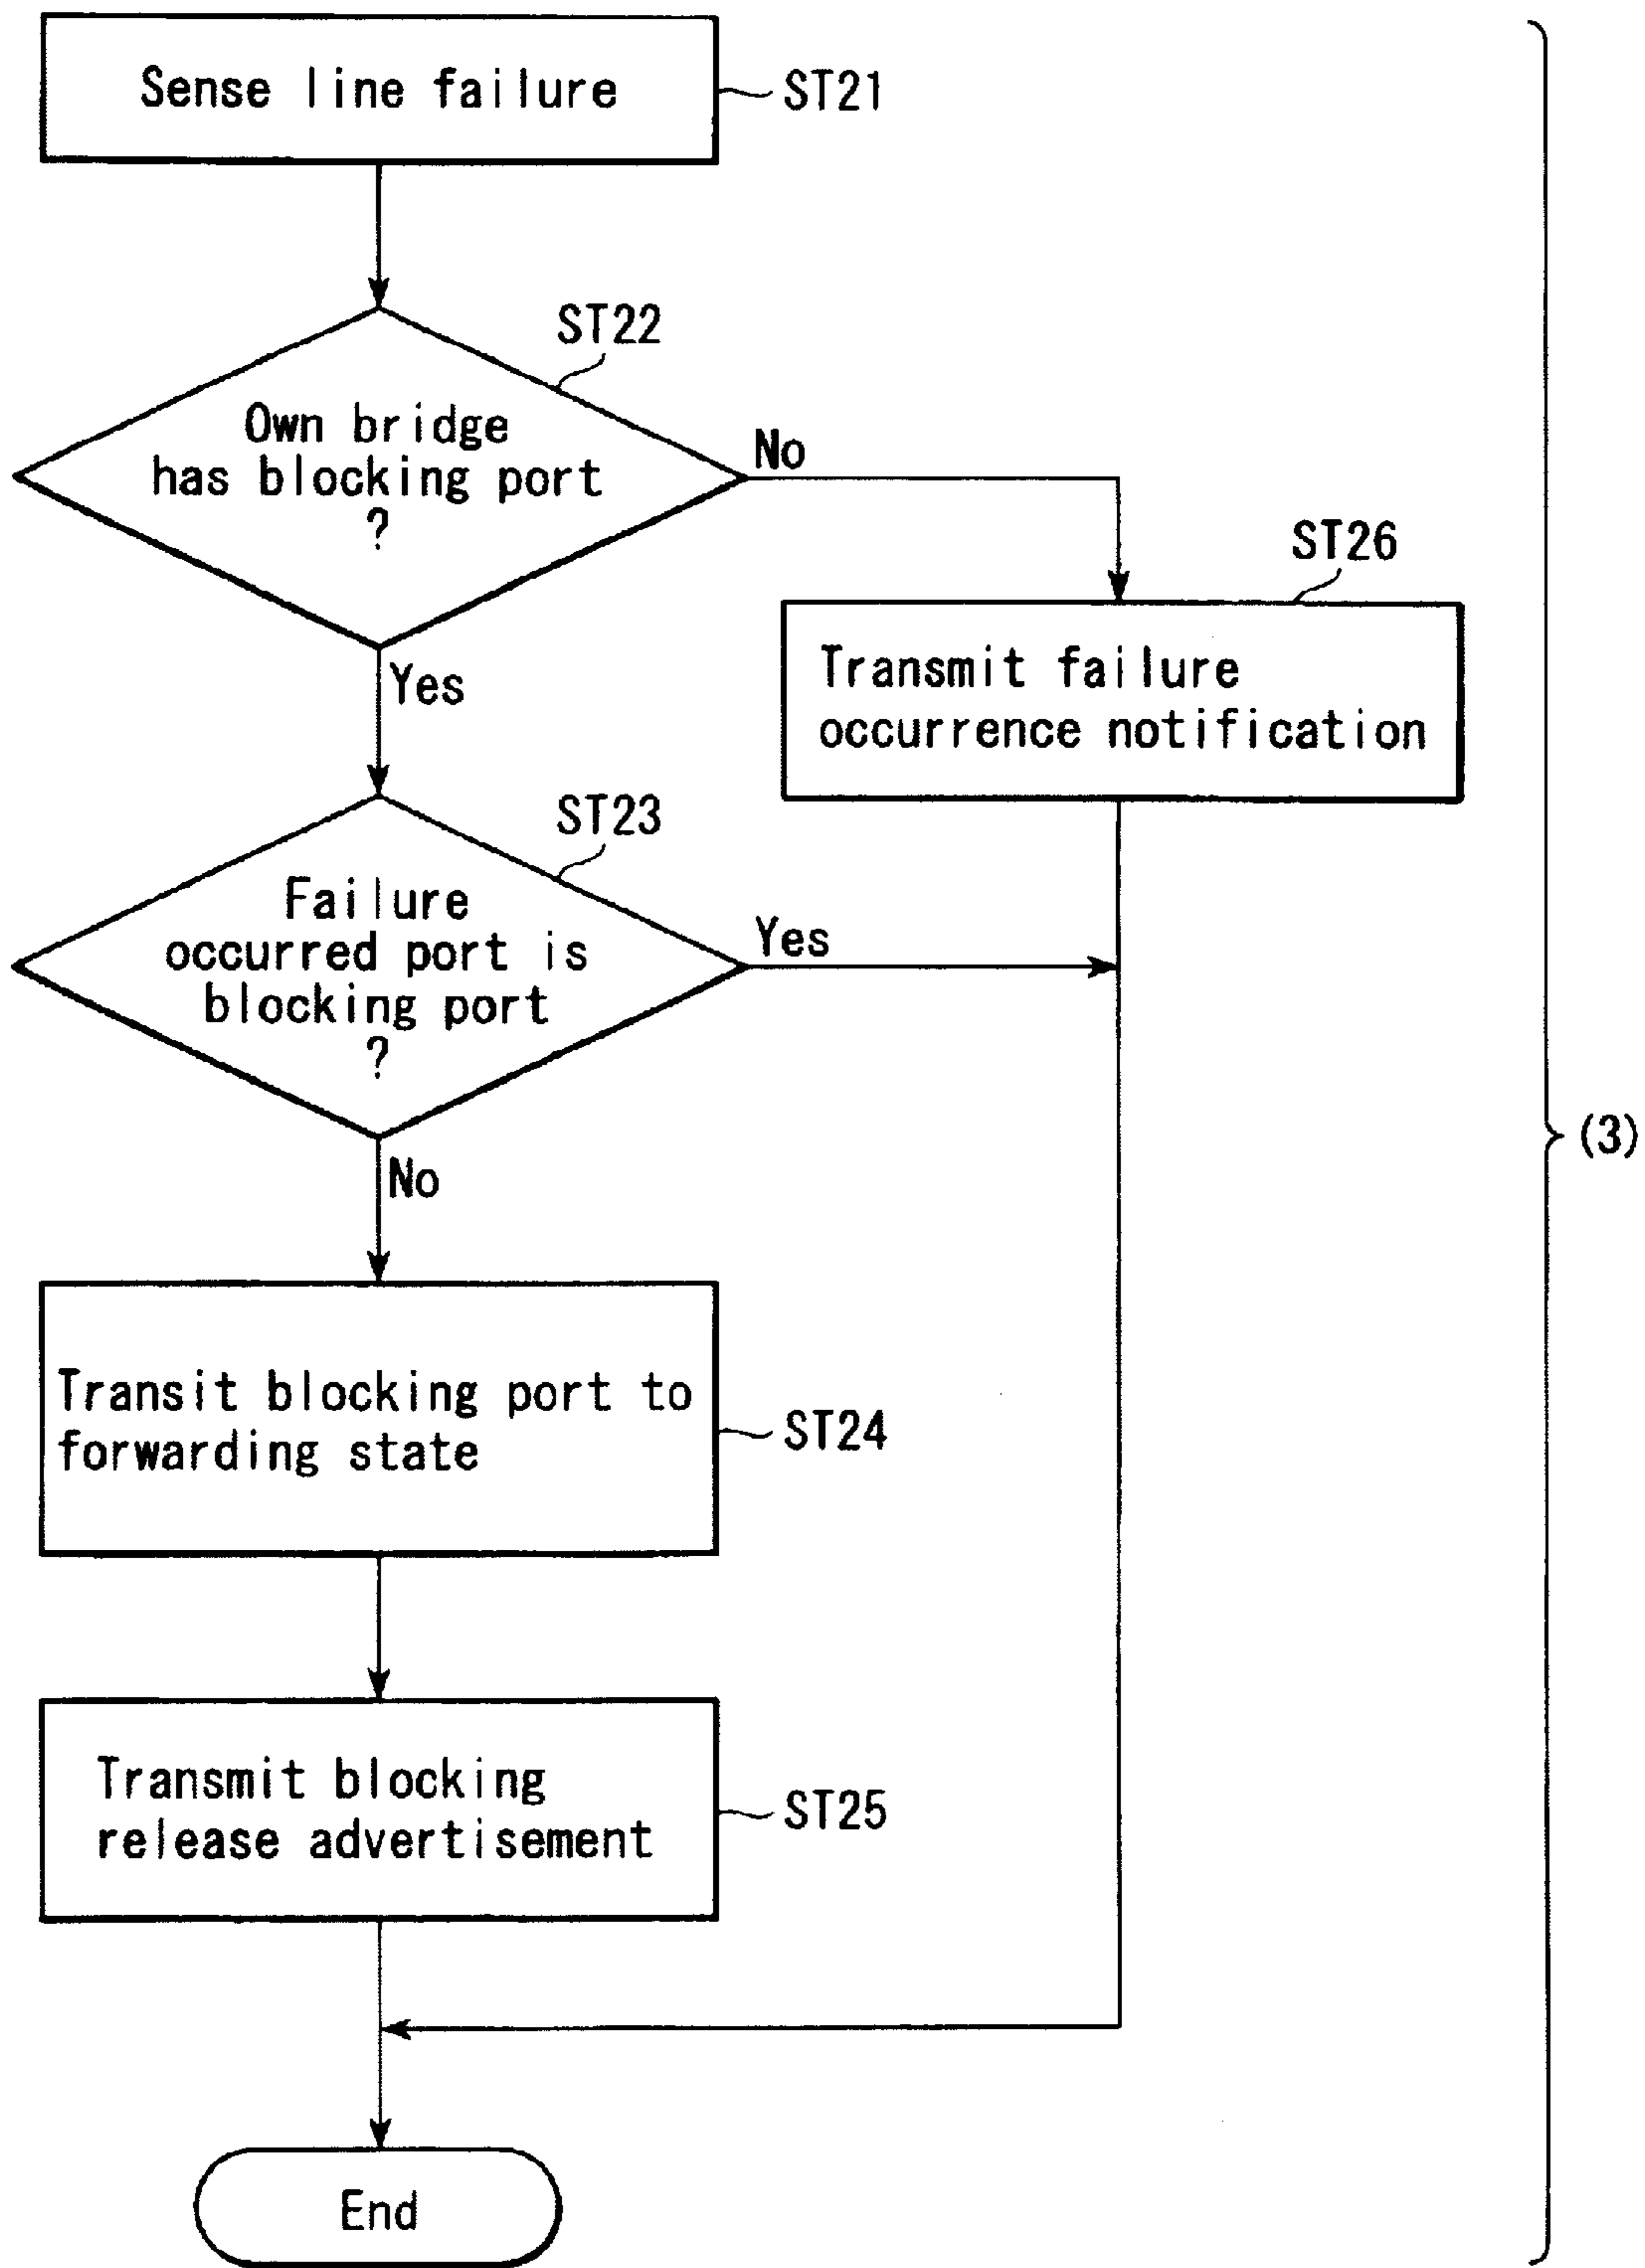 Sense line failure
ST21
ST22
Own bridge
has blocking port
?
No
Yes
ST26
Transmit failure
occurrence notification
ST23
Failure
occurred port is
blocking port
?
Yes
No
(3)
Transit blocking port to
forwarding state
ST24
Transmit blocking
release advertisement
ST25
End